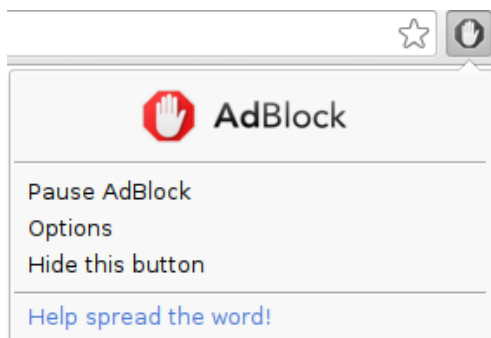 AdBlock
Pause AdBlock
Options
Hide this button
Help spread the word!